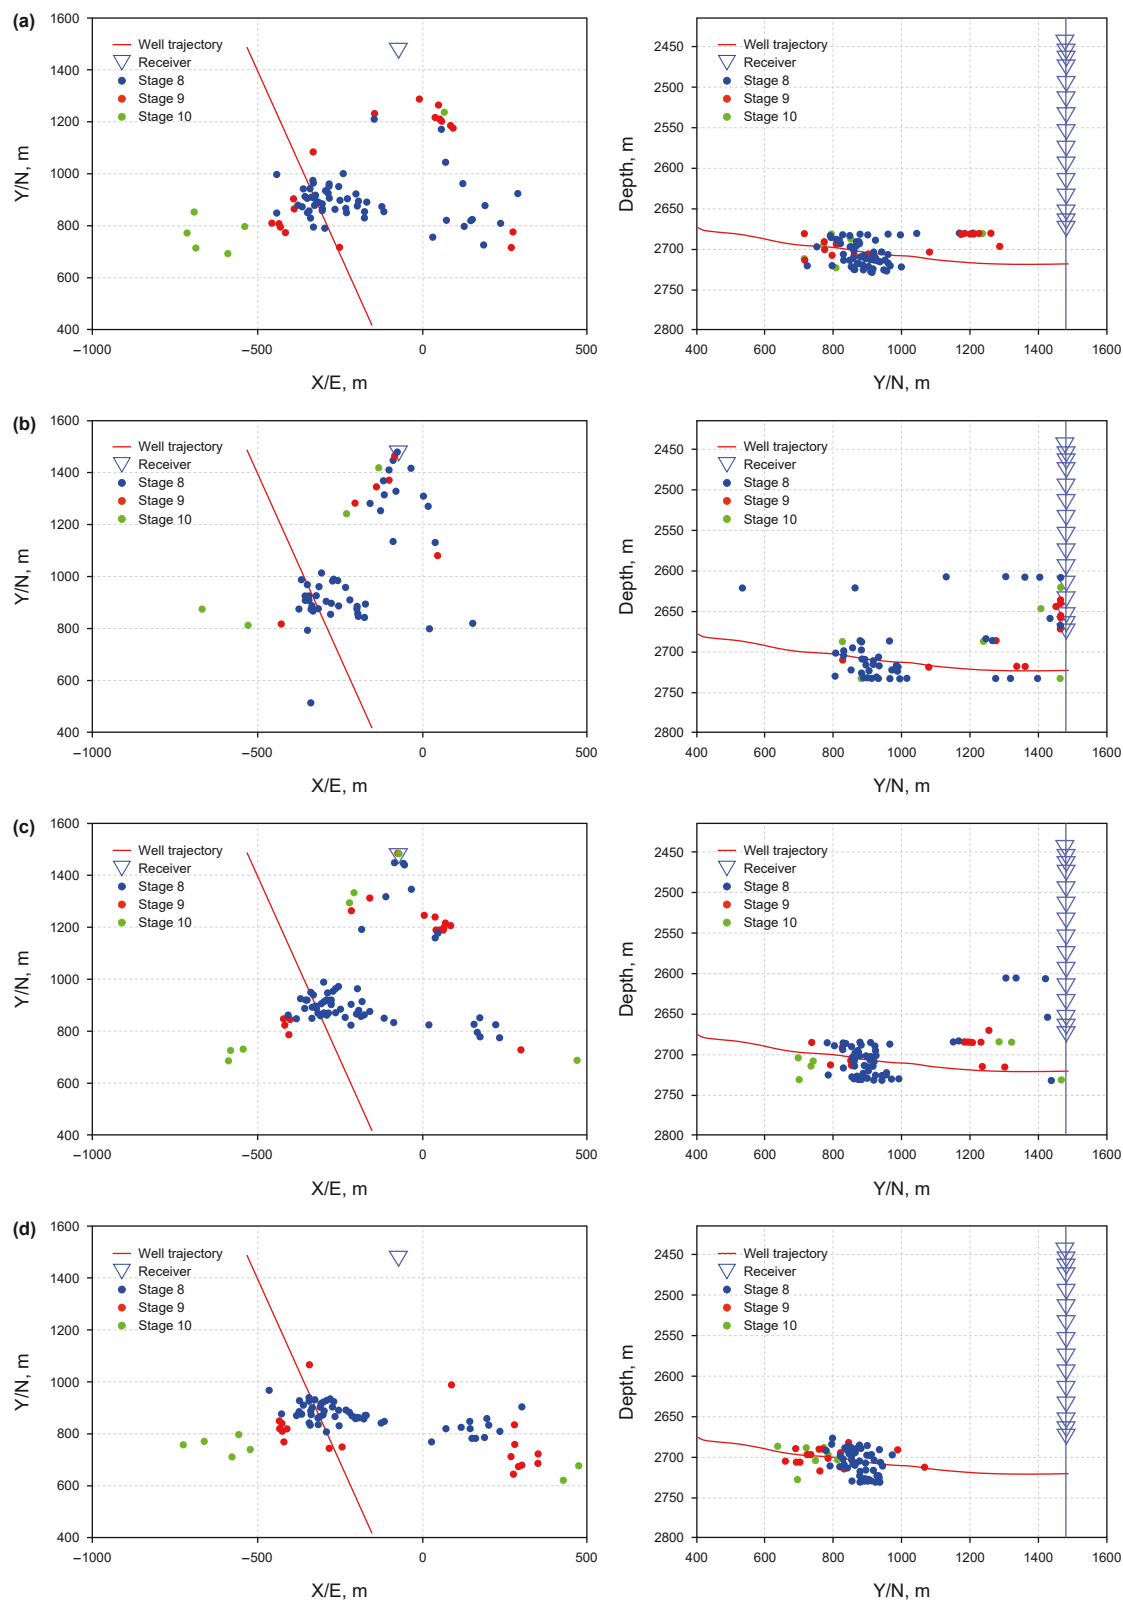 (a)
1600
1400
1200
1000
800
600
400
Y/N, m
Well trajectory
Receiver
Stage 8
Stage 9
Stage 10
–1000
–500
0
500
X/E, m
2450
2500
2550
2600
2650
2700
2750
2800
Depth, m
Well trajectory
Receiver
Stage 8
Stage 9
Stage 10
400
600
800
1000
1200
1400
1600
Y/N, m
(b)
1600
1400
1200
1000
800
600
400
Y/N, m
Well trajectory
Receiver
Stage 8
Stage 9
Stage 10
–1000
–500
0
500
X/E, m
2450
2500
2550
2600
2650
2700
2750
2800
Depth, m
Well trajectory
Receiver
Stage 8
Stage 9
Stage 10
400
600
800
1000
1200
1400
1600
Y/N, m
(c)
1600
1400
1200
1000
800
600
400
Y/N, m
Well trajectory
Receiver
Stage 8
Stage 9
Stage 10
–1000
–500
0
500
X/E, m
2450
2500
2550
2600
2650
2700
2750
2800
Depth, m
Well trajectory
Receiver
Stage 8
Stage 9
Stage 10
400
600
800
1000
1200
1400
1600
Y/N, m
(d)
1600
1400
1200
1000
800
600
400
Y/N, m
Well trajectory
Receiver
Stage 8
Stage 9
Stage 10
–1000
–500
0
500
X/E, m
2450
2500
2550
2600
2650
2700
2750
2800
Depth, m
Well trajectory
Receiver
Stage 8
Stage 9
Stage 10
400
600
800
1000
1200
1400
1600
Y/N, m